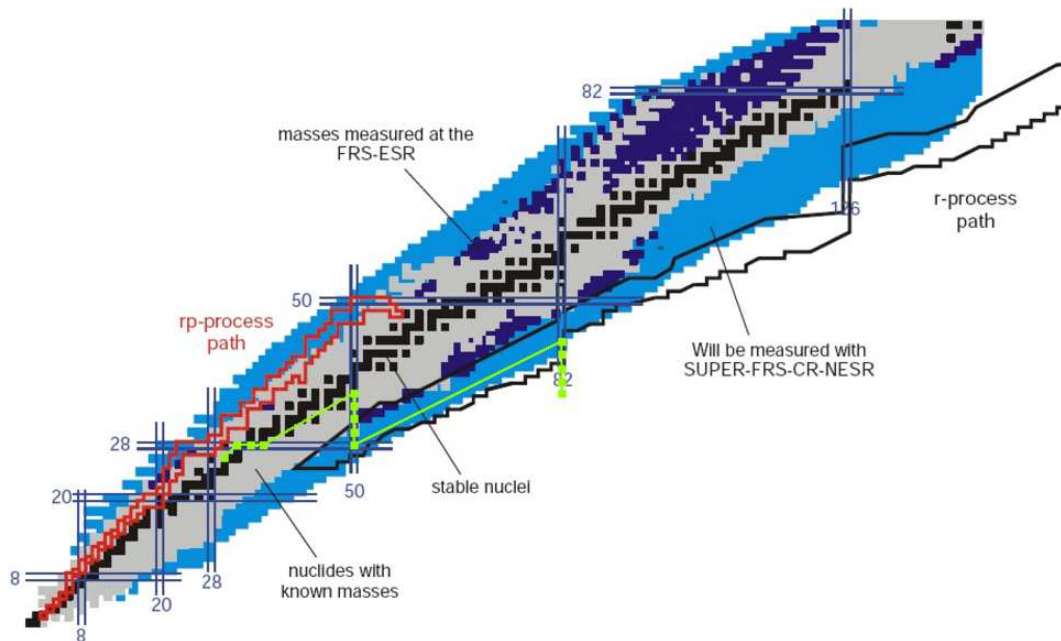 82
masses measured at the
FRS-ESR
126
r-process
path
50
rp-process
path
Will be measured with
SUPER-FRS-CR-NESR
82
28
stable nuclei
50
20
28
nuclides with
known masses
20
8
8